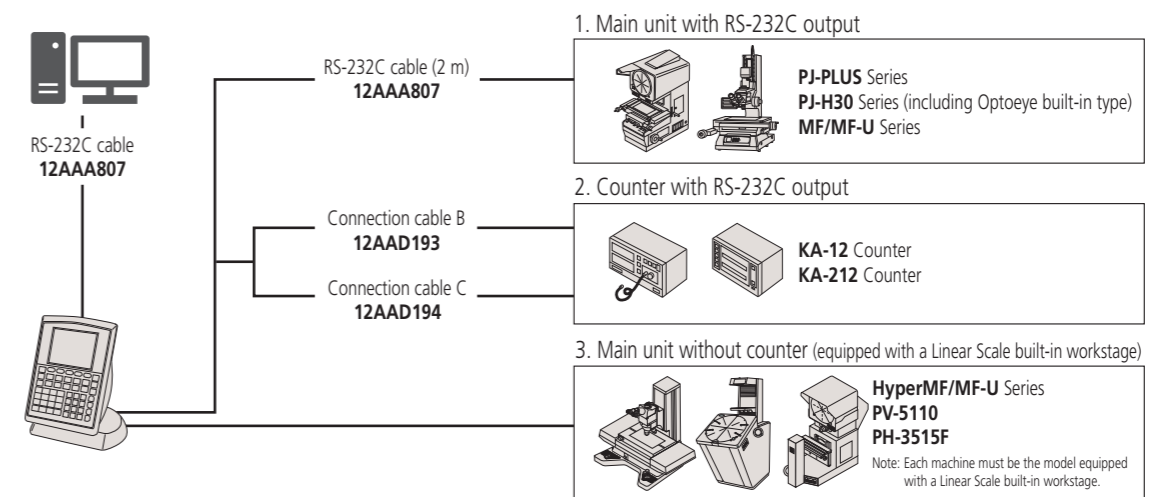 RS-232C cable
12AAA807
RS-232C cable (2 m)
12AAA807
Connection cable B
12AAD193
Connection cable C
12AAD194
1. Main unit with RS-232C output
PJ-PLUS Series
PJ-H30 Series (including Optoeye built-in type)
MF/MF-U Series
2. Counter with RS-232C output
KA-12 Counter
KA-212 Counter
3. Main unit without counter (equipped with a Linear Scale built-in workstage)
HyperMF/MF-U Series
PV-5110
PH-3515F
Note: Each machine must be the model equipped
with a Linear Scale built-in workstage.